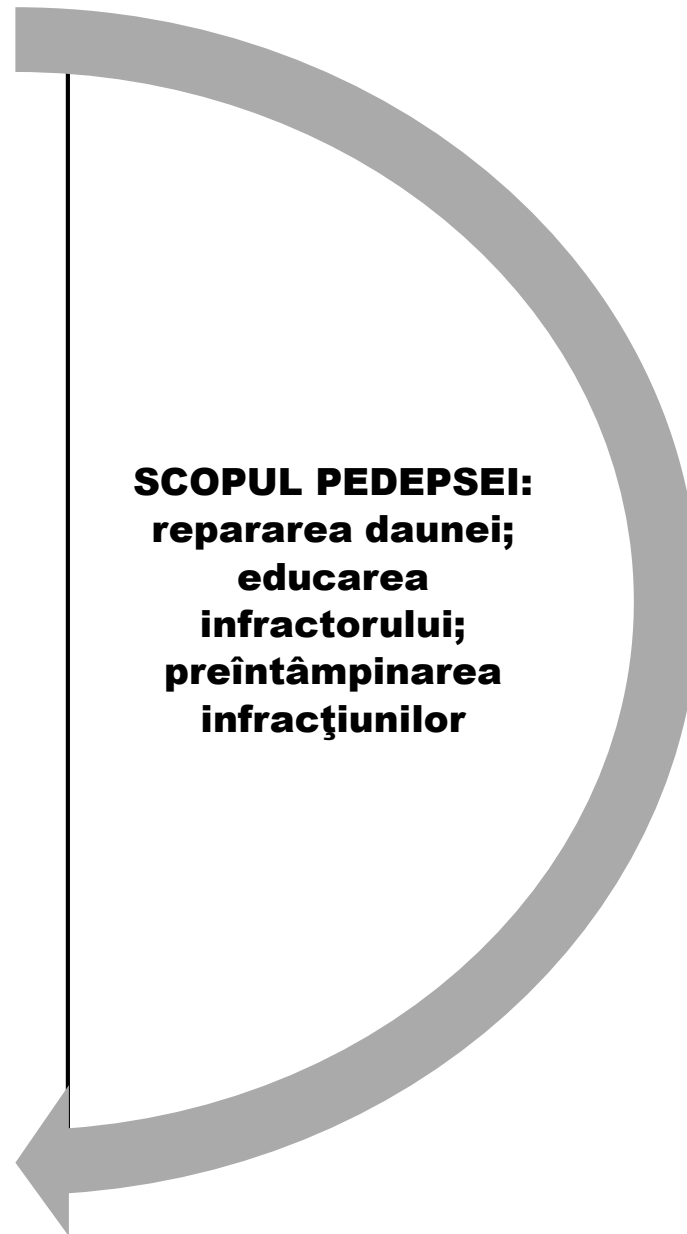 SCOPUL PEDEPSEI:
repararea daunei;
educarea
infractorului;
preîntâmpinarea
infracţiunilor